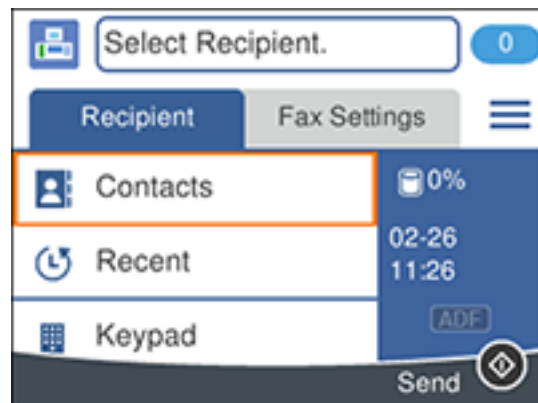 Select Recipient.
0
Recipient
Fax Settings
Contacts
0%
Recent
02-26
11:26
Keypad
ADF
Send